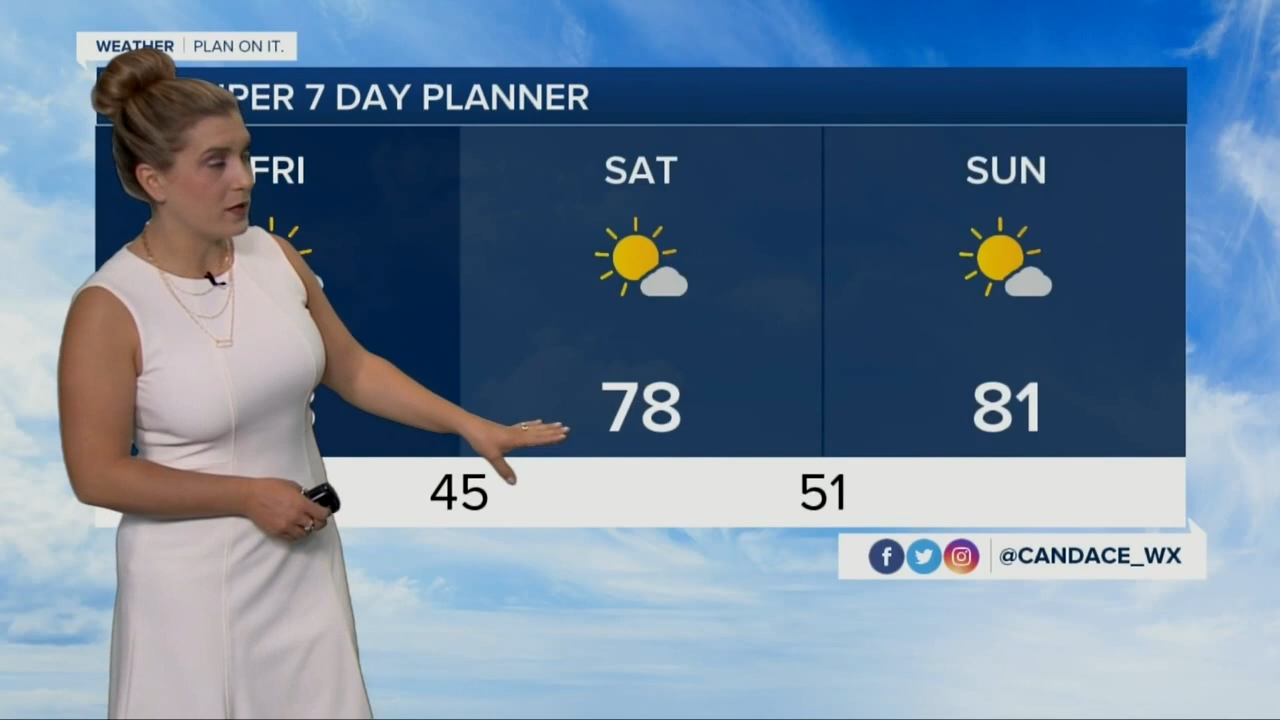 WEATHER | PLAN ON IT.
PER 7 DAY PLANNER
FRI SAT SUN
78 81
45 51
@CANDACE_WX